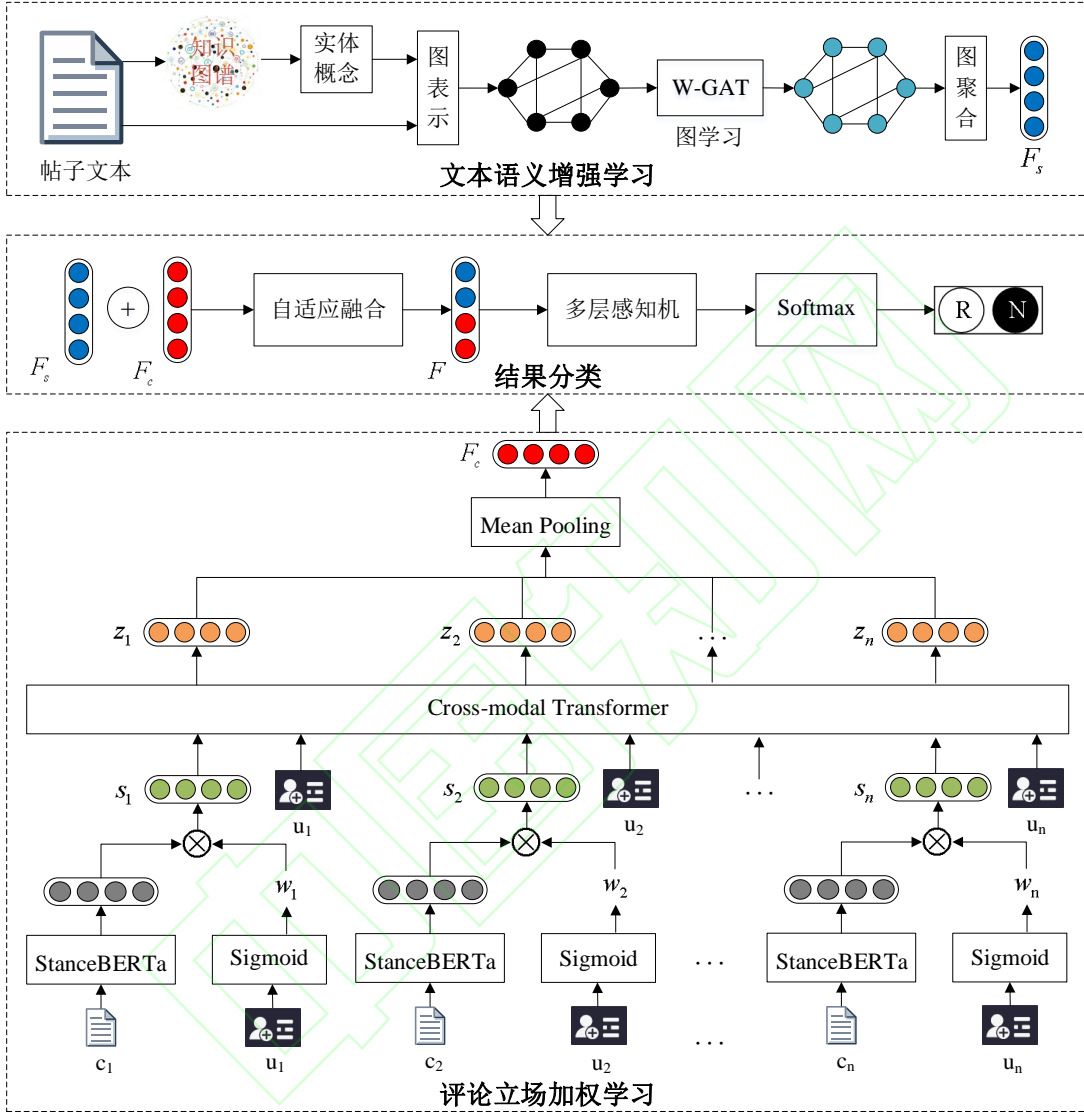 知识
图谱
实体
概念
图
表
示
W-GAT
图学习
图
聚
合
帖子文本
F_s
文本语义增强学习
+
自适应融合
多层感知机
Softmax
R
N
F_s
F_c
F
结果分类
F_c
Mean Pooling
z_1
z_2
...
z_n
Cross-modal Transformer
s_1
u_1
s_2
u_2
...
s_n
u_n
w_1
w_2
w_n
StanceBERTa
Sigmoid
StanceBERTa
Sigmoid
...
StanceBERTa
Sigmoid
c_1
u_1
c_2
u_2
...
c_n
u_n
评论立场加权学习
中国知网